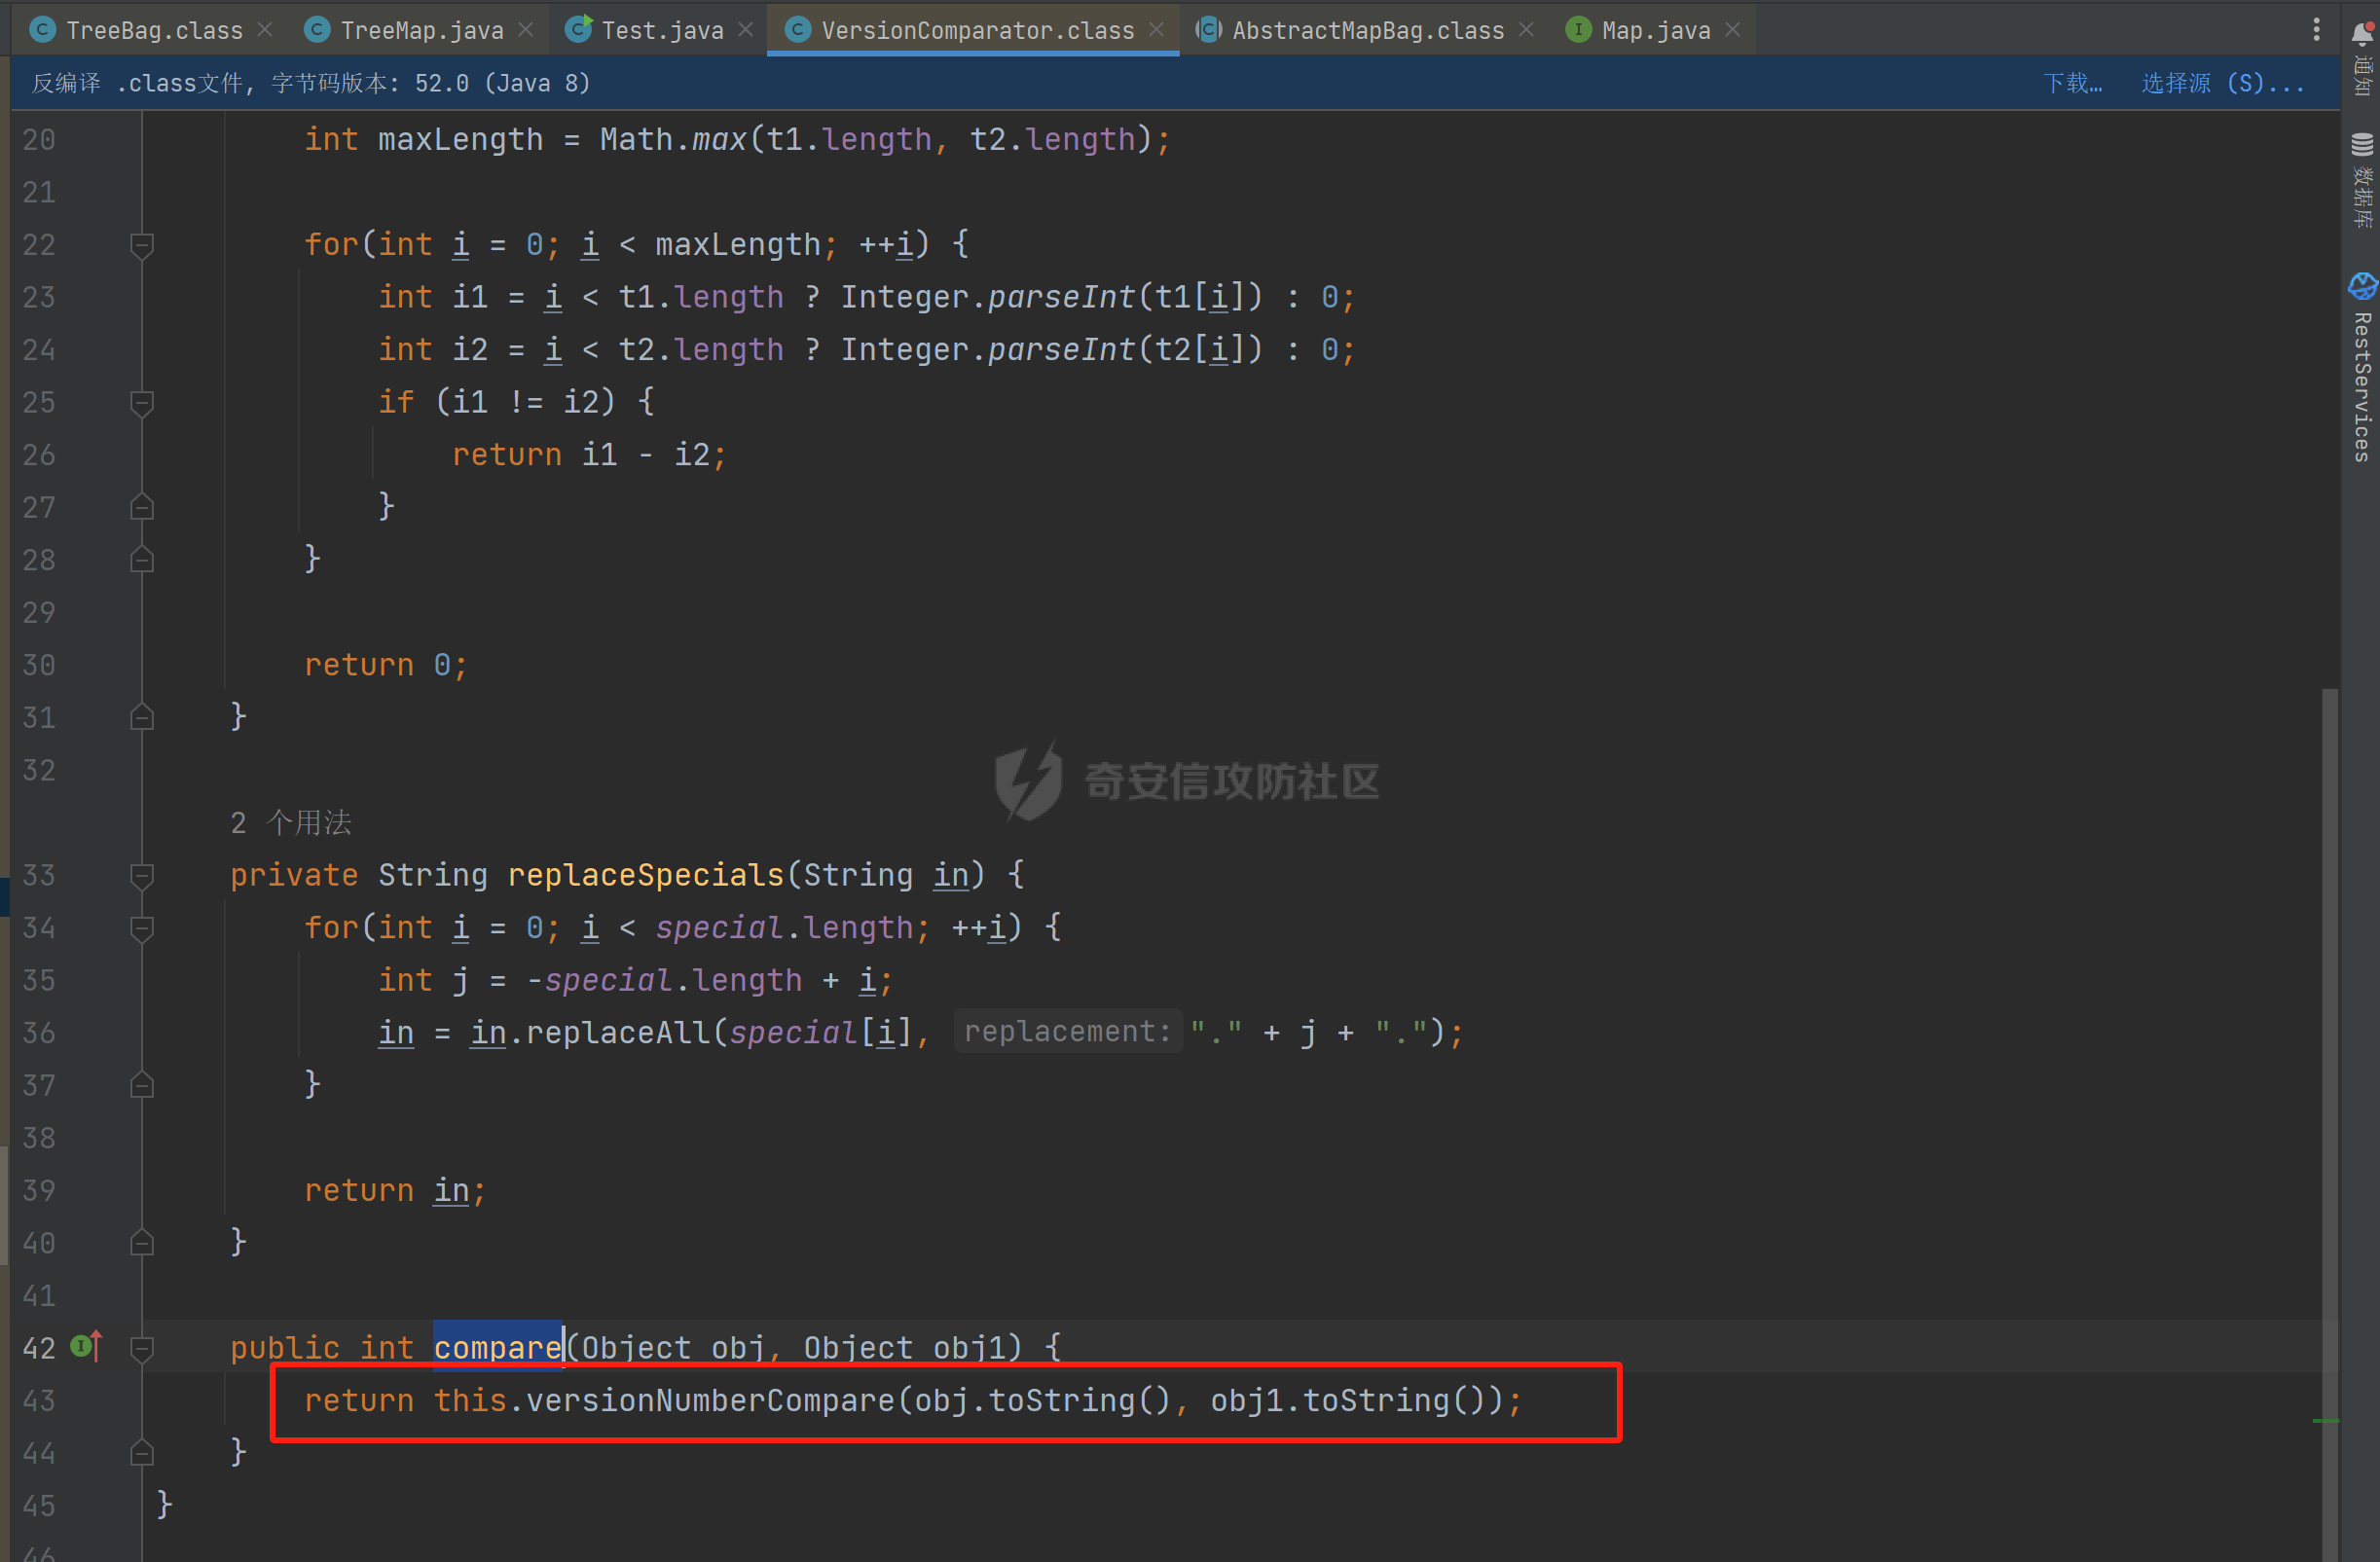 TreeBag.class TreeMap.java Test.java VersionComparator.class AbstractMapBag.class Map.java
反编译 .class文件, 字节码版本: 52.0 (Java 8) 下载… 选择源 (S)...
20 int maxLength = Math.max(t1.length, t2.length);
21
22 for(int i = 0; i < maxLength; ++i) {
23 int i1 = i < t1.length ? Integer.parseInt(t1[i]) : 0;
24 int i2 = i < t2.length ? Integer.parseInt(t2[i]) : 0;
25 if (i1 != i2) {
26 return i1 - i2;
27 }
28 }
29
30 return 0;
31 }
32
2 个用法
33 private String replaceSpecials(String in) {
34 for(int i = 0; i < special.length; ++i) {
35 int j = -special.length + i;
36 in = in.replaceAll(special[i], replacement: "." + j + ".");
37 }
38
39 return in;
40 }
41
42 public int compare(Object obj, Object obj1) {
43 return this.versionNumberCompare(obj.toString(), obj1.toString());
44 }
45 }
46
奇安信攻防社区
通知
数据库
RestServices